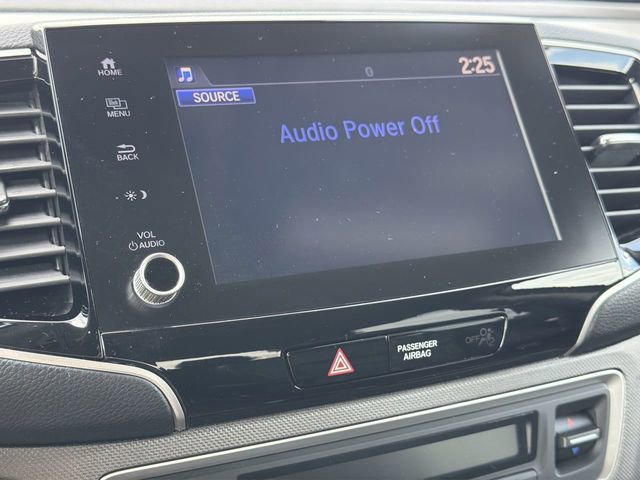 HOME
MENU
BACK
VOL
AUDIO
2:25
SOURCE
Audio Power Off
PASSENGER
AIRBAG
OFF